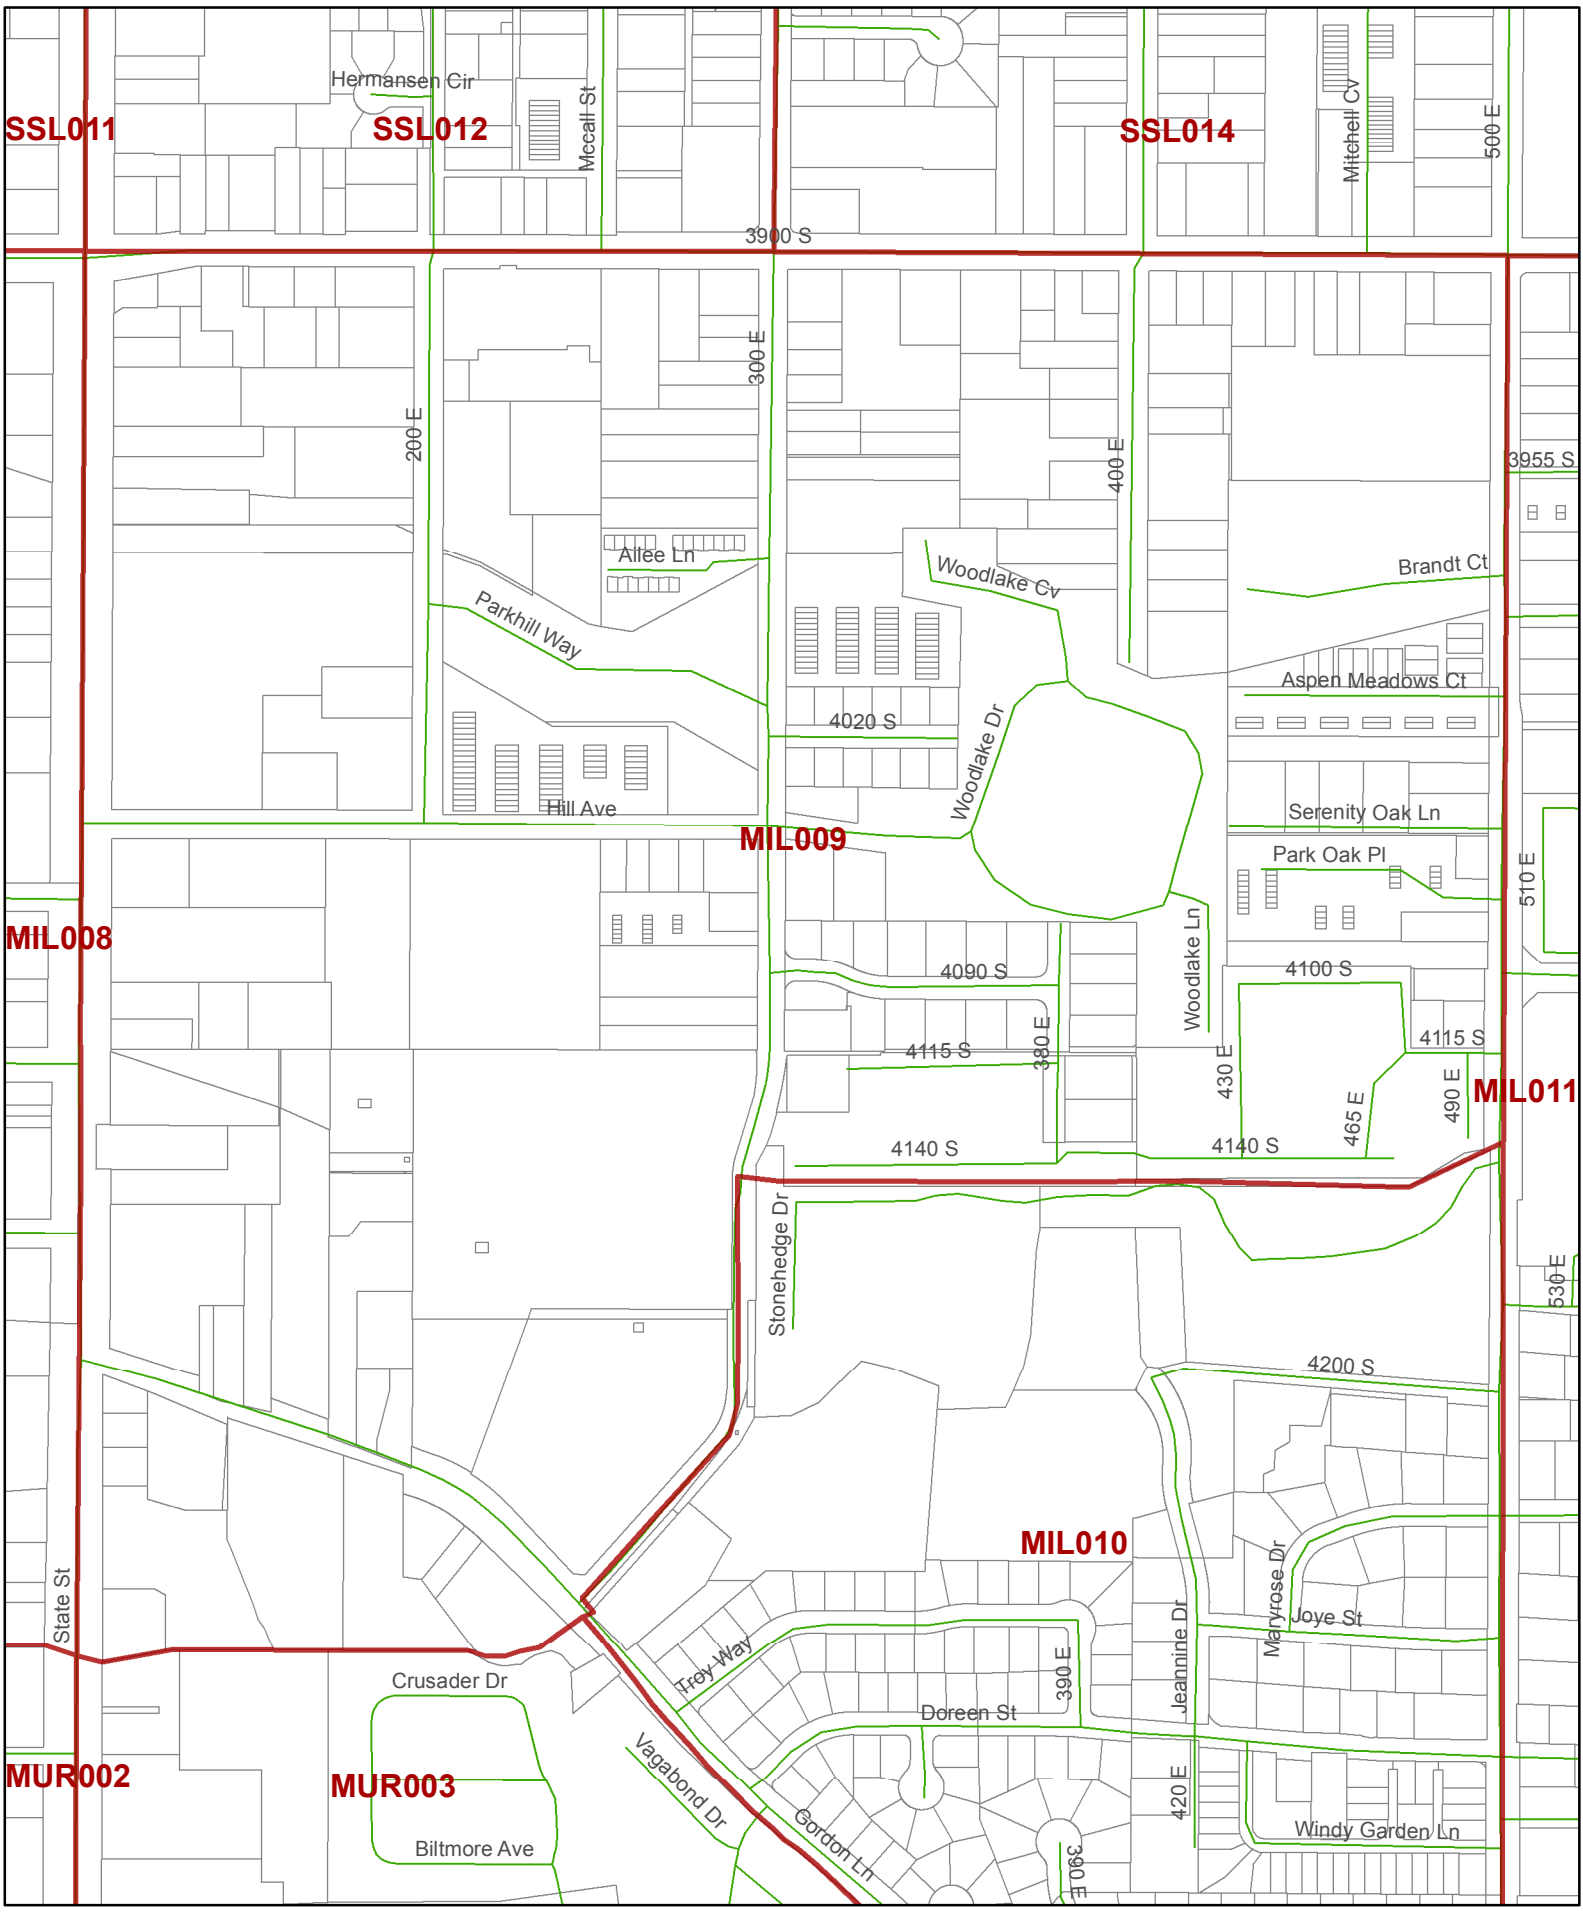 Hermansen Cir
SSL011
SSL012
Mccall St
SSL014
Mitchell Cv
500 E
3900 S
300 E
200 E
400 E
3955 S
Ailee Ln
Woodlake Cv
Brandt Ct
Parkhill Way
Aspen Meadows Ct
4020 S
Woodlake Dr
Hill Ave
Serenity Oak Ln
MIL009
Park Oak Pl
510 E
MIL008
Woodlake Ln
4090 S
4100 S
380 E
4115 S
4115 S
430 E
465 E
490 E
MIL011
4140 S
4140 S
Stonehedge Dr
530 E
4200 S
MIL010
State St
Maryrose Dr
Jeannine Dr
Joye St
Troy Way
390 E
Crusader Dr
Doreen St
Vagabond Dr
MUR002
MUR003
420 E
Gordon Ln
Windy Garden Ln
Biltmore Ave
390 E